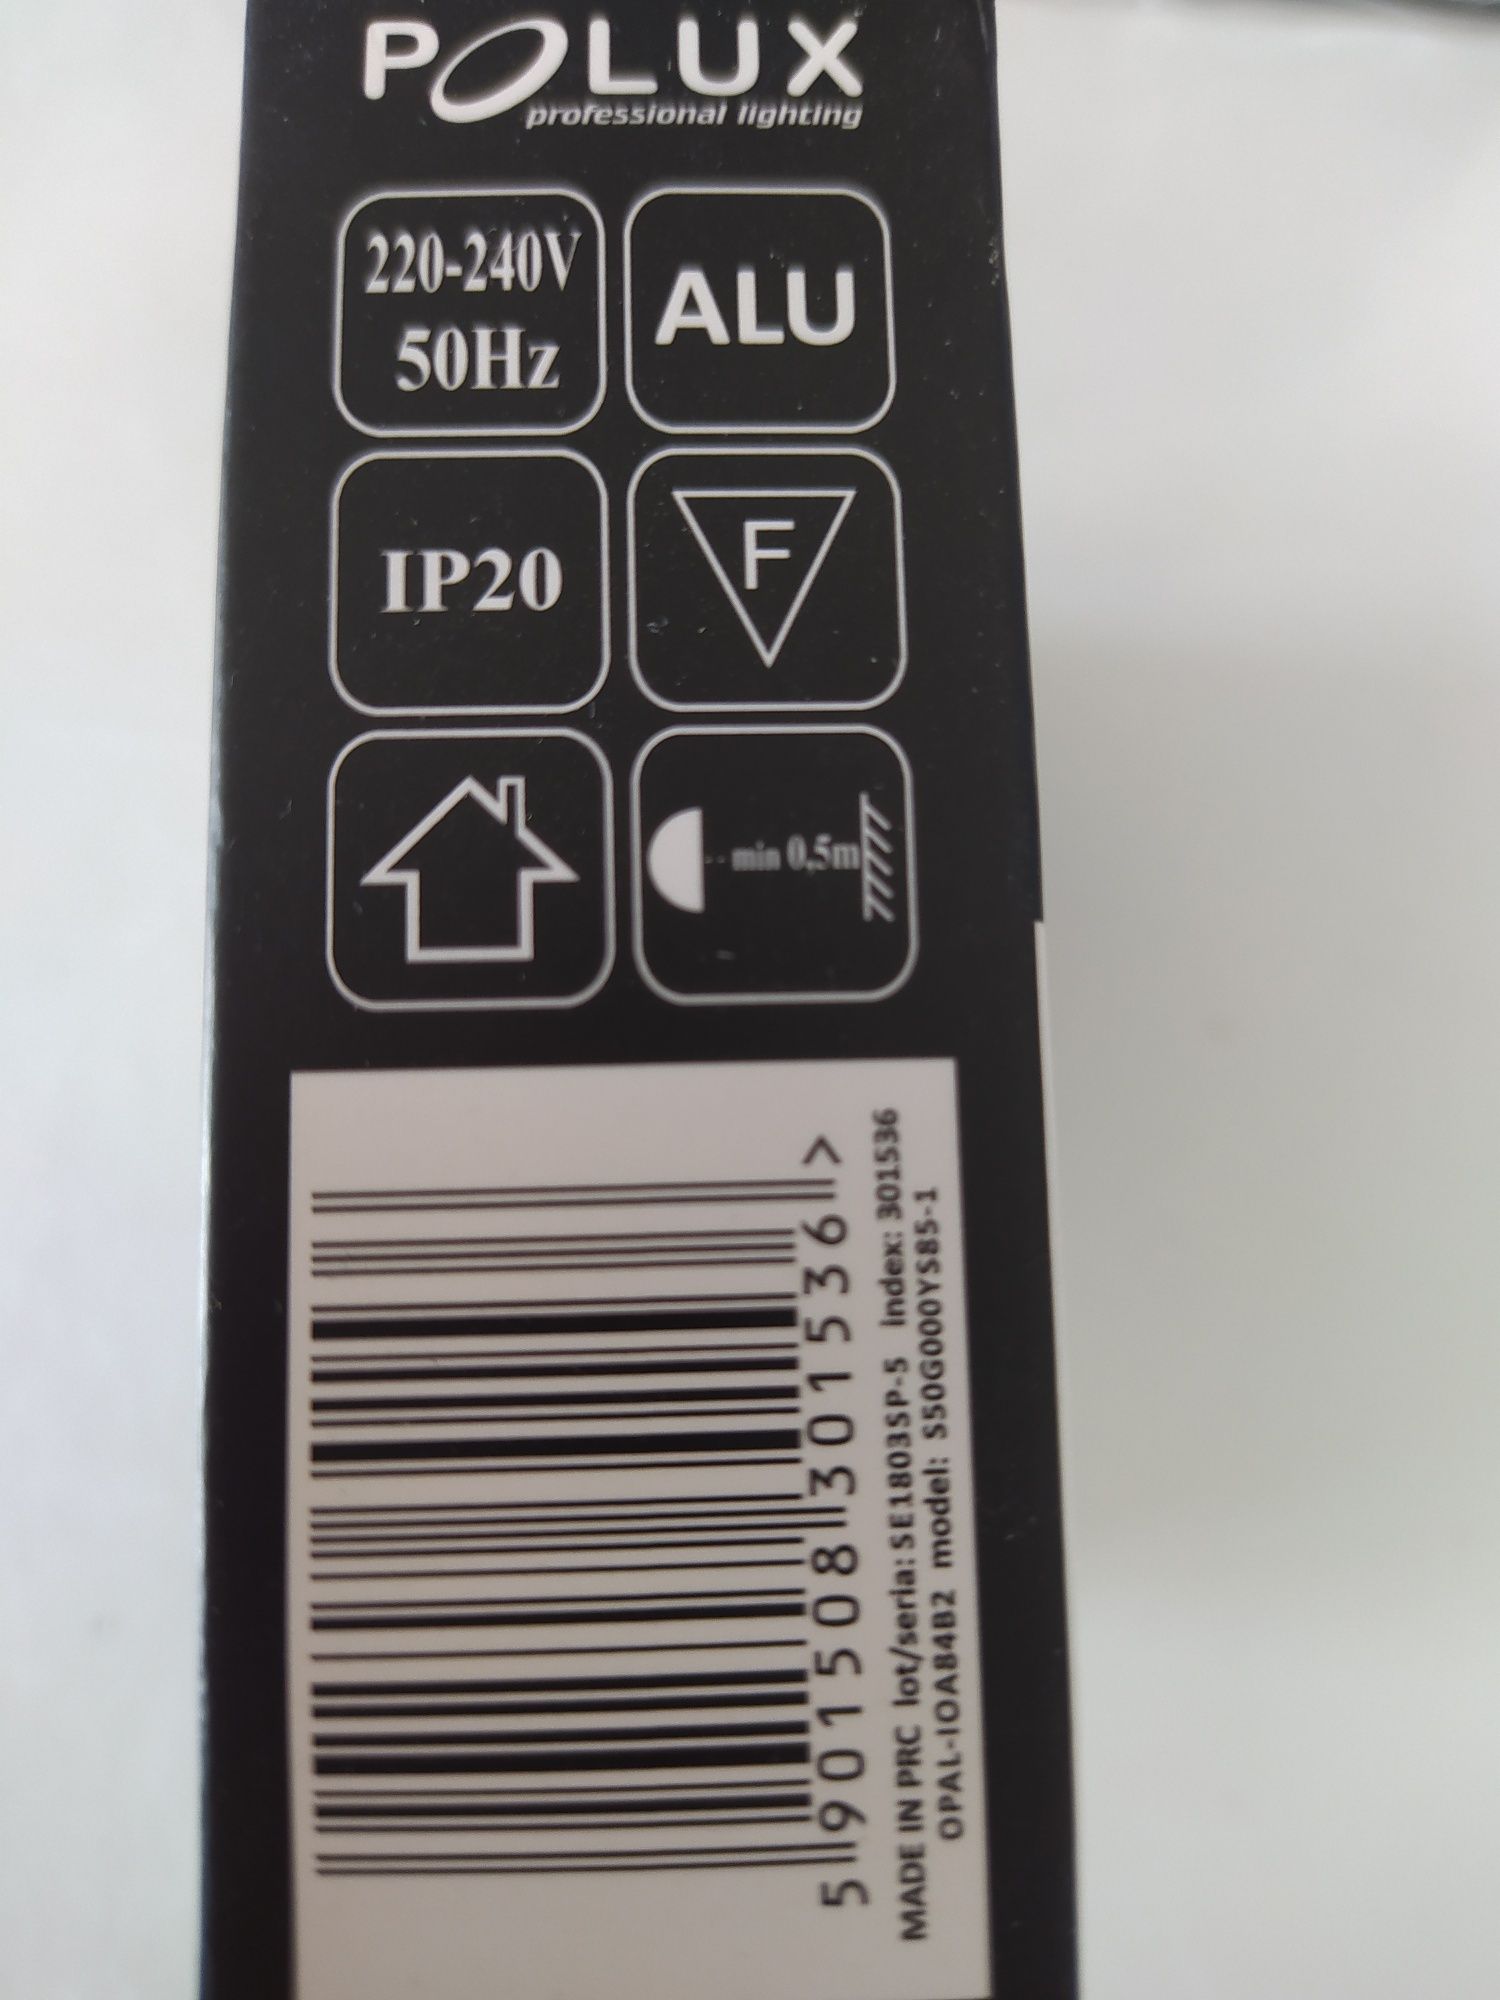 POLUX
professional lighting
220-240V
50Hz
ALU
IP20
F
min 0,5m
5 901508 301536 >
MADE IN PRC lot/seria: SE1803SP-5 Index: 301536
OPAL-IOA84B2 model: S50G000YS85-1